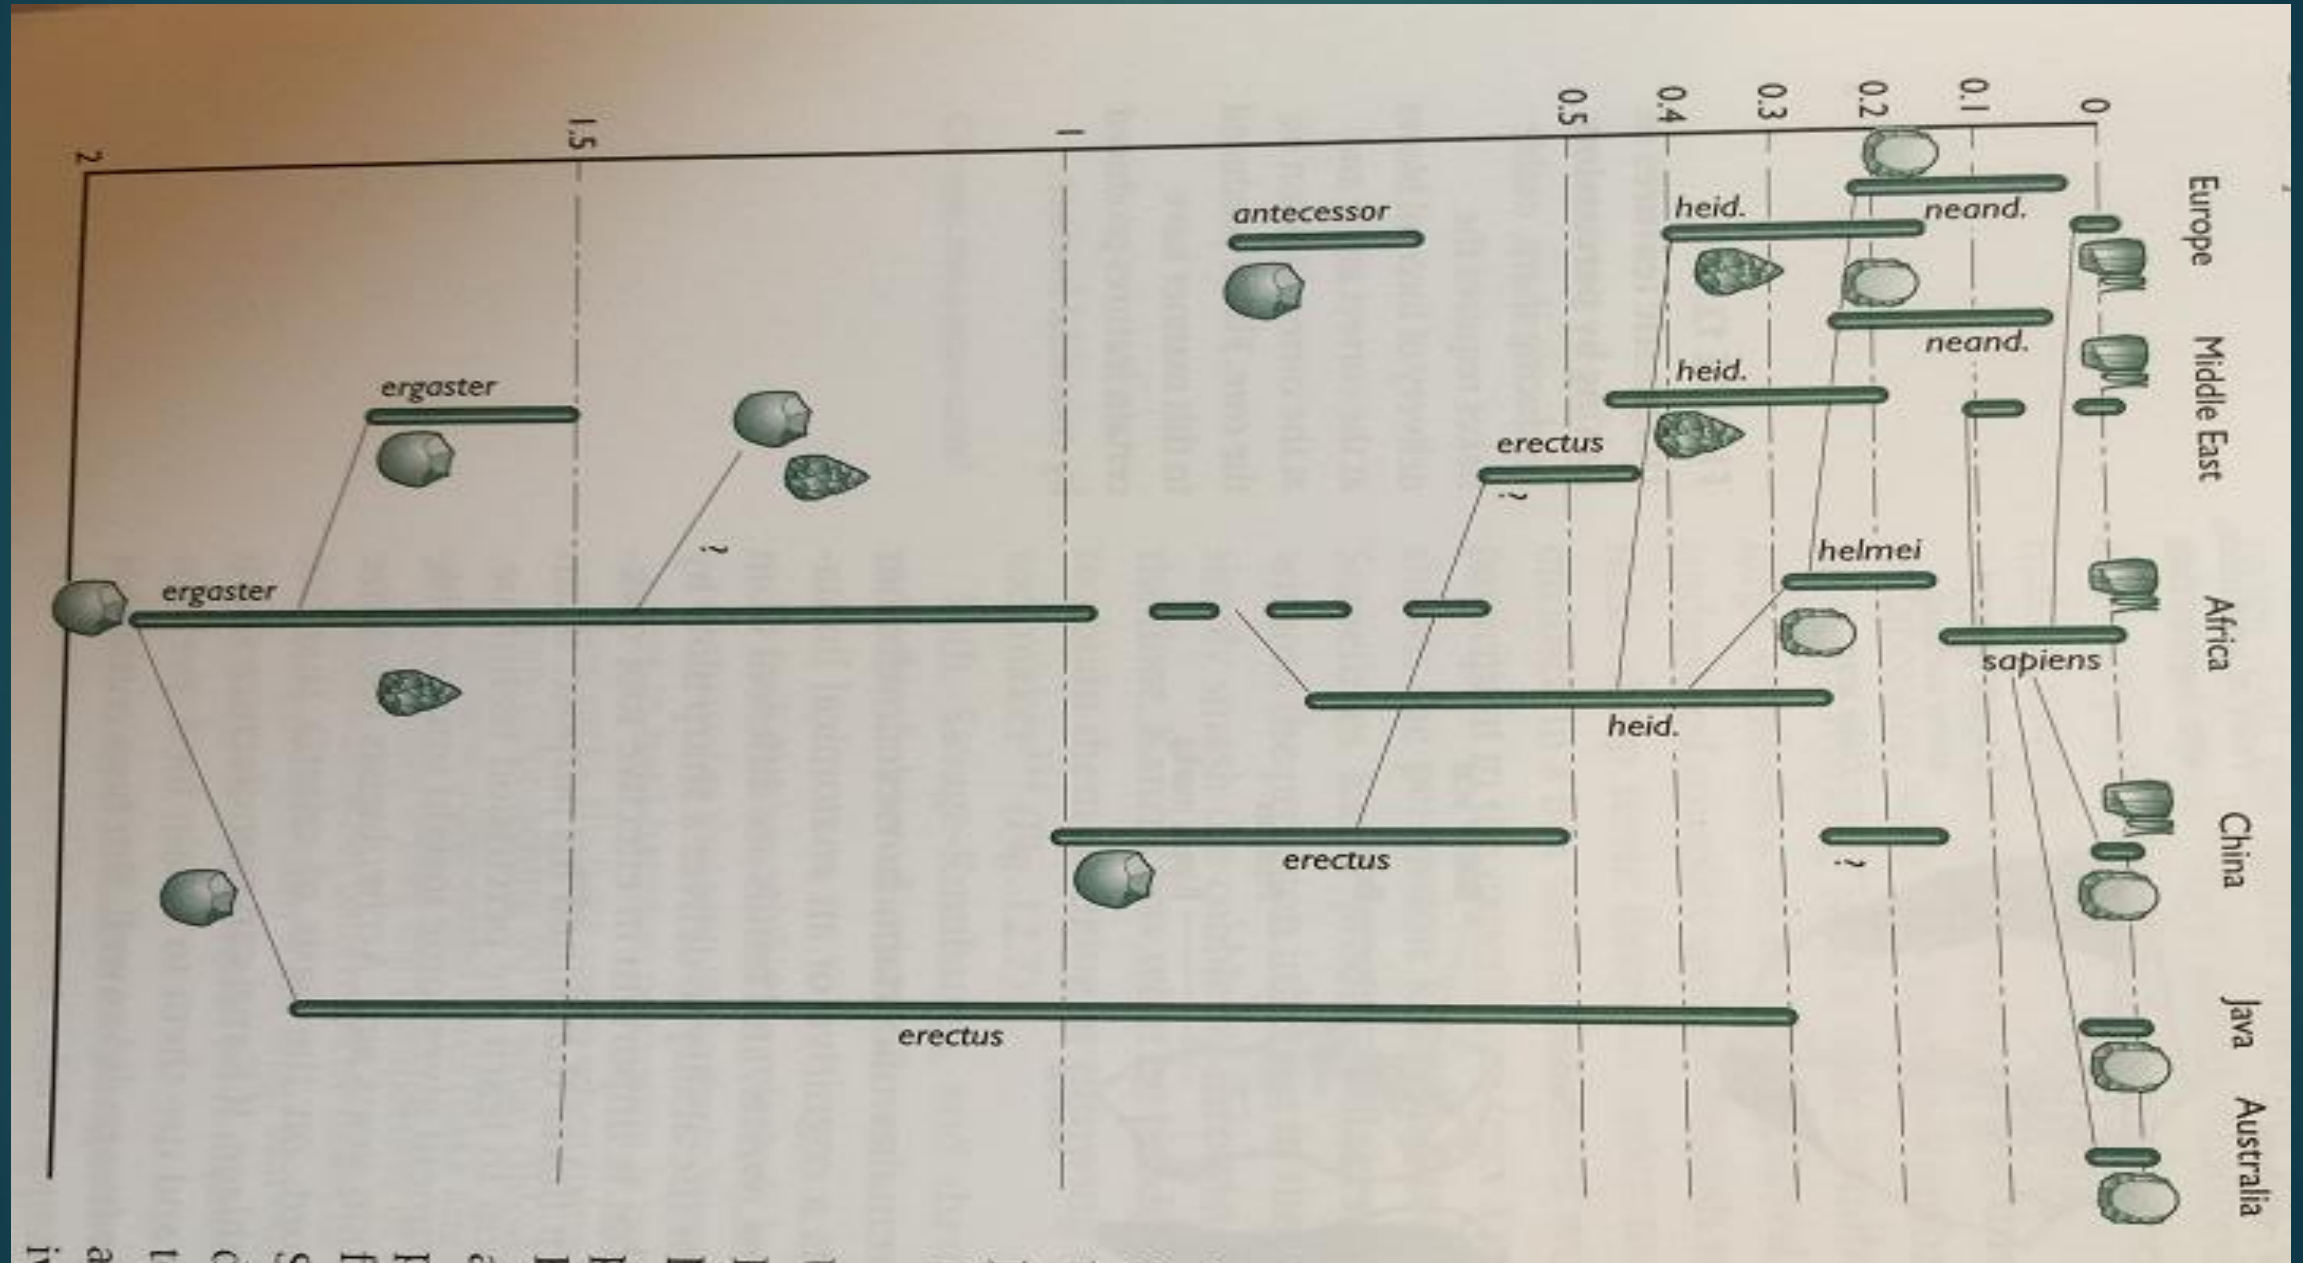 Europe
Middle East
Africa
China
Java
Australia
0
0.1
0.2
0.3
0.4
0.5
1
1.5
2
neand.
heid.
antecessor
neand.
heid.
erectus
?
ergaster
?
helmei
ergaster
sapiens
heid.
erectus
?
erectus